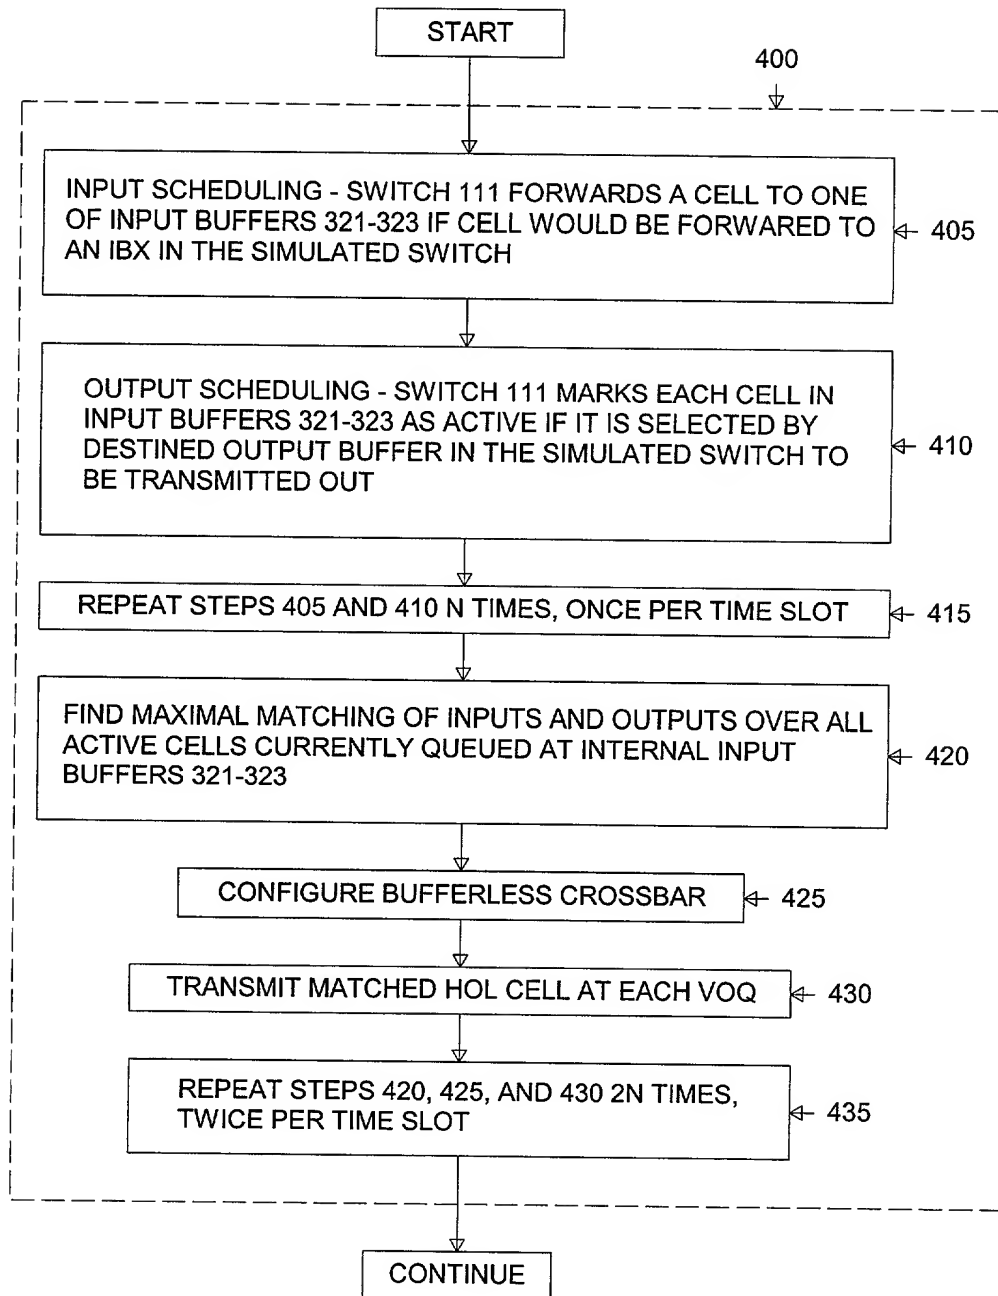 START
400
INPUT SCHEDULING - SWITCH 111 FORWARDS A CELL TO ONE
OF INPUT BUFFERS 321-323 IF CELL WOULD BE FORWARED TO
AN IBX IN THE SIMULATED SWITCH
405
OUTPUT SCHEDULING - SWITCH 111 MARKS EACH CELL IN
INPUT BUFFERS 321-323 AS ACTIVE IF IT IS SELECTED BY
DESTINED OUTPUT BUFFER IN THE SIMULATED SWITCH TO
BE TRANSMITTED OUT
410
REPEAT STEPS 405 AND 410 N TIMES, ONCE PER TIME SLOT
415
FIND MAXIMAL MATCHING OF INPUTS AND OUTPUTS OVER ALL
ACTIVE CELLS CURRENTLY QUEUED AT INTERNAL INPUT
BUFFERS 321-323
420
CONFIGURE BUFFERLESS CROSSBAR
425
TRANSMIT MATCHED HOL CELL AT EACH VOQ
430
REPEAT STEPS 420, 425, AND 430 2N TIMES,
TWICE PER TIME SLOT
435
CONTINUE